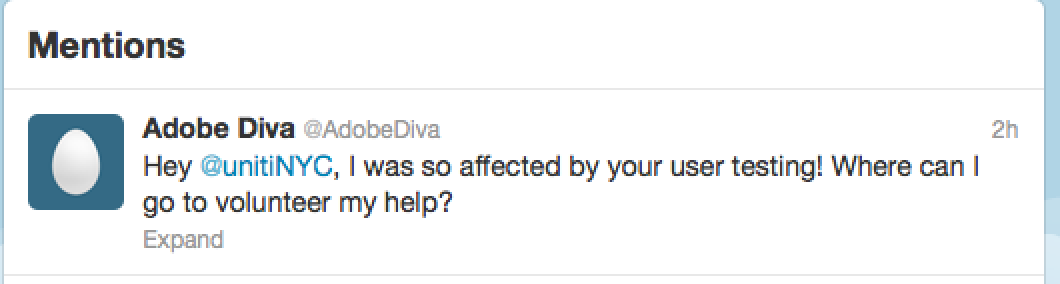 Mentions
Adobe Diva @AdobeDiva 2h
Hey @unitiNYC, I was so affected by your user testing! Where can I
go to volunteer my help?
Expand